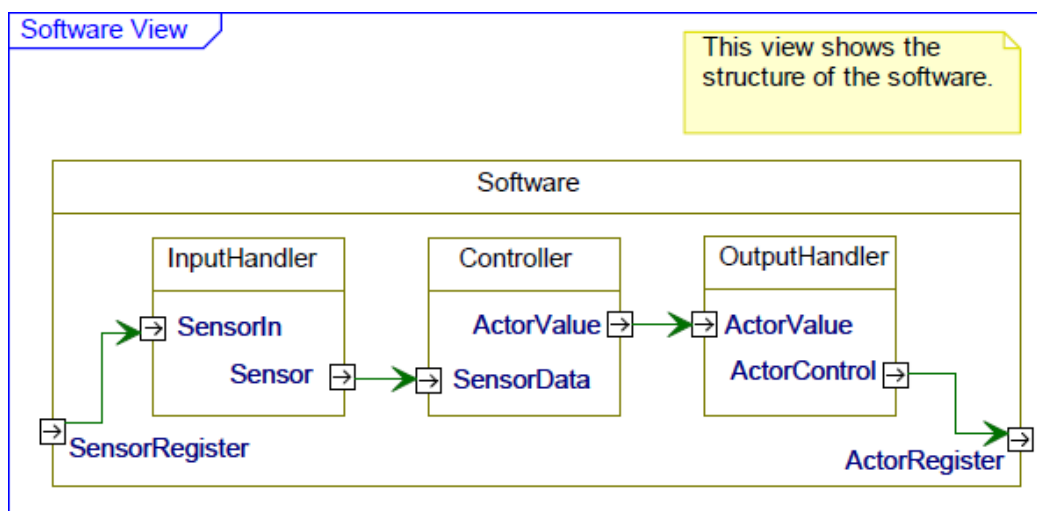 Software View
This view shows the
structure of the software.
Software
InputHandler
Controller
OutputHandler
SensorIn
ActorValue
ActorValue
Sensor
SensorData
ActorControl
SensorRegister
ActorRegister